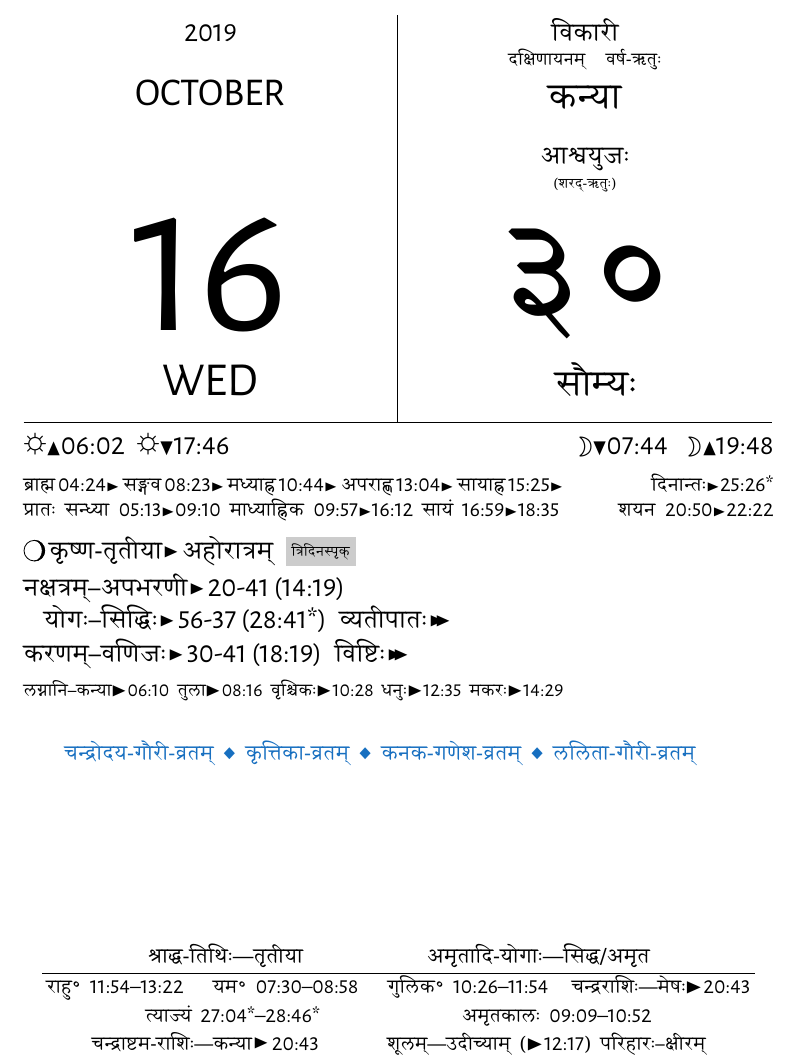 2019
OCTOBER
16
WED
विकारी
दक्षिणायनम् वर्ष-ऋतुः
कन्या
आश्वयुजः
(शरद्-ऋतुः)
३०
सौम्यः
☼▲06:02 ☼▼17:46 ☽▼07:44 ☽▲19:48
ब्राह्म 04:24► सङ्गव 08:23► मध्याह्न 10:44► अपराह्ण 13:04► सायाह्न 15:25► दिनान्तः►25:26*
प्रातः सन्ध्या 05:13►09:10 माध्याह्निक 09:57►16:12 सायं 16:59►18:35 शयन 20:50►22:22
❍कृष्ण-तृतीया► अहोरात्रम् त्रिदिनस्पृक्
नक्षत्रम्–अपभरणी►20-41 (14:19)
योगः–सिद्धिः►56-37 (28:41*) व्यतीपातः►►
करणम्–वणिजः►30-41 (18:19) विष्टिः►►
लग्नानि–कन्या►06:10 तुला►08:16 वृश्चिकः►10:28 धनुः►12:35 मकरः►14:29
चन्द्रोदय-गौरी-व्रतम् ◆ कृत्तिका-व्रतम् ◆ कनक-गणेश-व्रतम् ◆ ललिता-गौरी-व्रतम्
श्राद्ध-तिथिः—तृतीया अमृतादि-योगाः—सिद्ध/अमृत
राहु° 11:54–13:22 यम° 07:30–08:58 गुलिक° 10:26–11:54 चन्द्रराशिः—मेषः►20:43
त्याज्यं 27:04*–28:46* अमृतकालः 09:09–10:52
चन्द्राष्टम-राशिः—कन्या►20:43 शूलम्—उदीच्याम् (►12:17) परिहारः–क्षीरम्